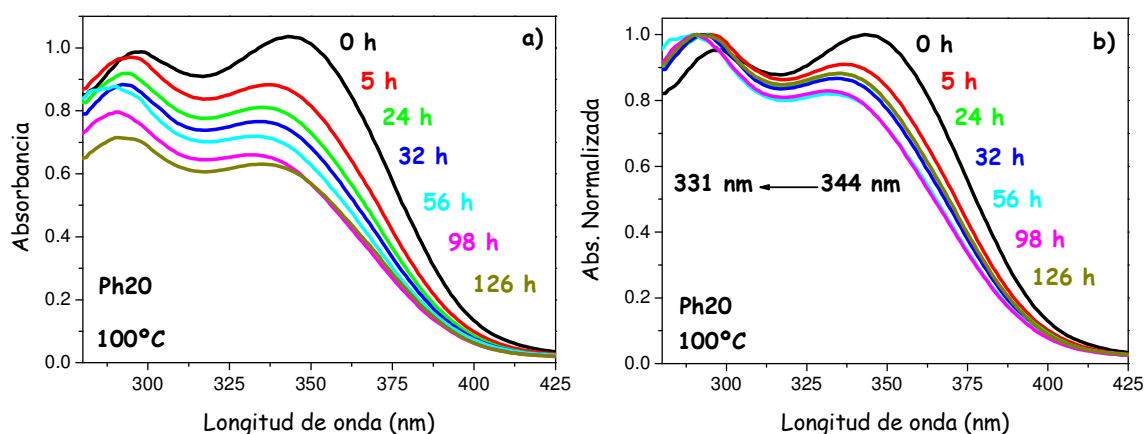 a)
0 h
5 h
24 h
32 h
56 h
98 h
126 h
Ph20
100ºC
Absorbancia
1.0
0.8
0.6
0.4
0.2
0.0
300 325 350 375 400 425
Longitud de onda (nm)
b)
0 h
5 h
24 h
32 h
56 h
98 h
126 h
331 nm 344 nm
Ph20
100ºC
Abs. Normalizada
1.0
0.8
0.6
0.4
0.2
0.0
300 325 350 375 400 425
Longitud de onda (nm)